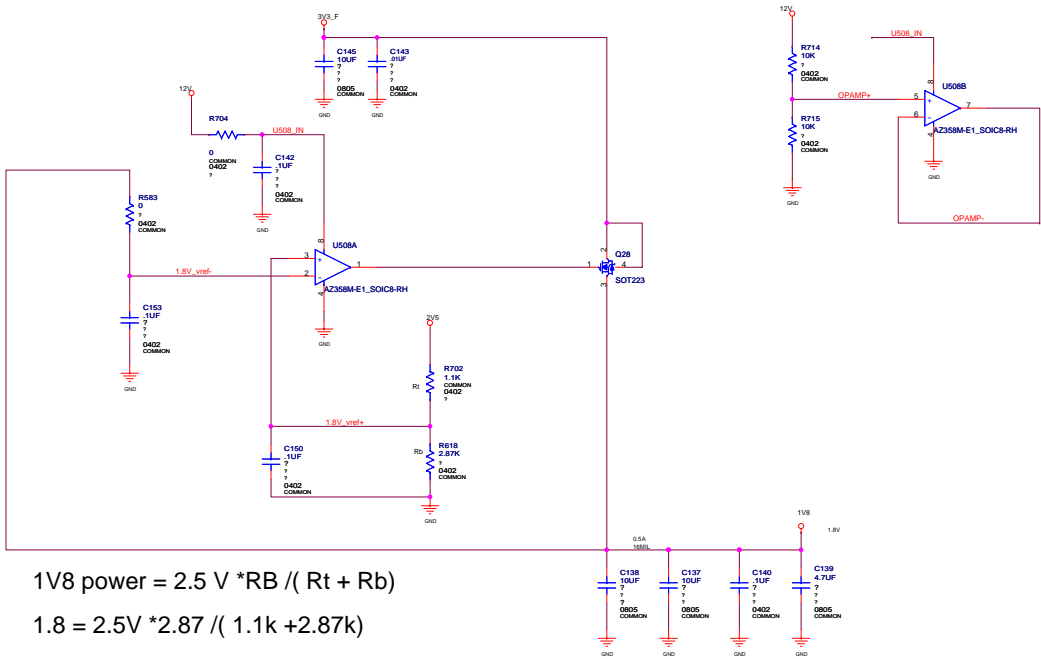 3V3_F
C145
10UF
?
?
0805
COMMON
GND
C143
.01UF
?
?
0402
COMMON
GND
12V
R714
10K
?
0402
COMMON
OPAMP+
R715
10K
?
0402
COMMON
GND
U508_IN
8
U508B
5
+
7
6
-
AZ358M-E1_SOIC8-RH
4
GND
OPAMP-
12V
R704
0
COMMON
0402
?
U508_IN
C142
.1UF
?
?
?
0402
COMMON
GND
R583
0
?
0402
COMMON
1.8V_vref-
8
U508A
3
+
1
2
-
AZ358M-E1_SOIC8-RH
4
GND
2
Q28
1
4
SOT223
3
C153
.1UF
?
?
?
0402
COMMON
GND
2V5
Rt
R702
1.1K
COMMON
0402
?
1.8V_vref+
C150
.1UF
?
?
?
0402
COMMON
Rb
R618
2.87K
?
0402
COMMON
GND
1V8
1.8V
0.5A
16MIL
C138
10UF
?
?
0805
COMMON
GND
C137
10UF
?
?
0805
COMMON
GND
C140
.1UF
?
?
0402
COMMON
GND
C139
4.7UF
?
?
0805
COMMON
GND
1V8 power = 2.5 V *RB /( Rt + Rb)
1.8 = 2.5V *2.87 /( 1.1k +2.87k)